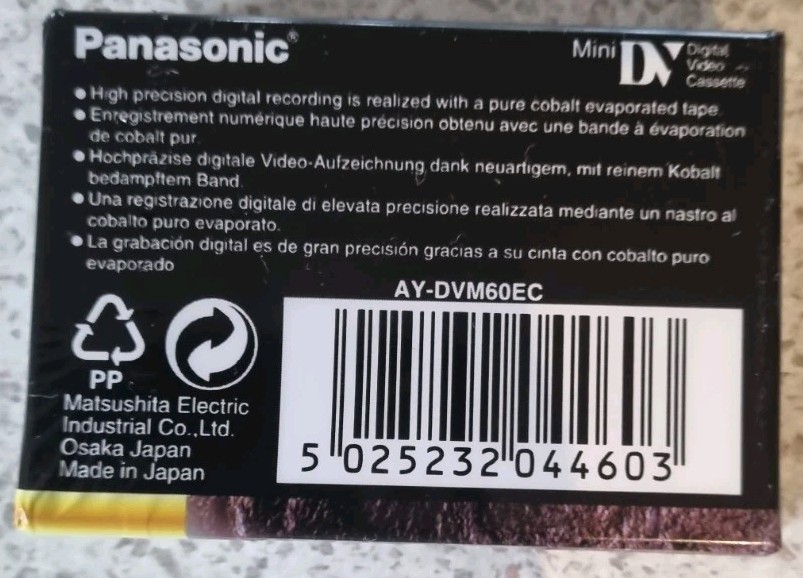 Panasonic®
Mini DV Digital
Video
Cassette
• High precision digital recording is realized with a pure cobalt evaporated tape
• Enregistrement numérique haute précision obtenu avec une bande à évaporation
de cobalt pur.
• Hochpräzise digitale Video-Aufzeichnung dank neuartigem, mit reinem Kobalt
bedampftem Band.
• Una registrazione digitale di elevata precisione realizzata mediante un nastro al
cobalto puro evaporato.
• La grabación digital es de gran precisión gracias a su cinta con cobalto puro
evaporado
AY-DVM60EC
PP
Matsushita Electric
Industrial Co.,Ltd.
Osaka Japan
Made in Japan
5 025232 044603